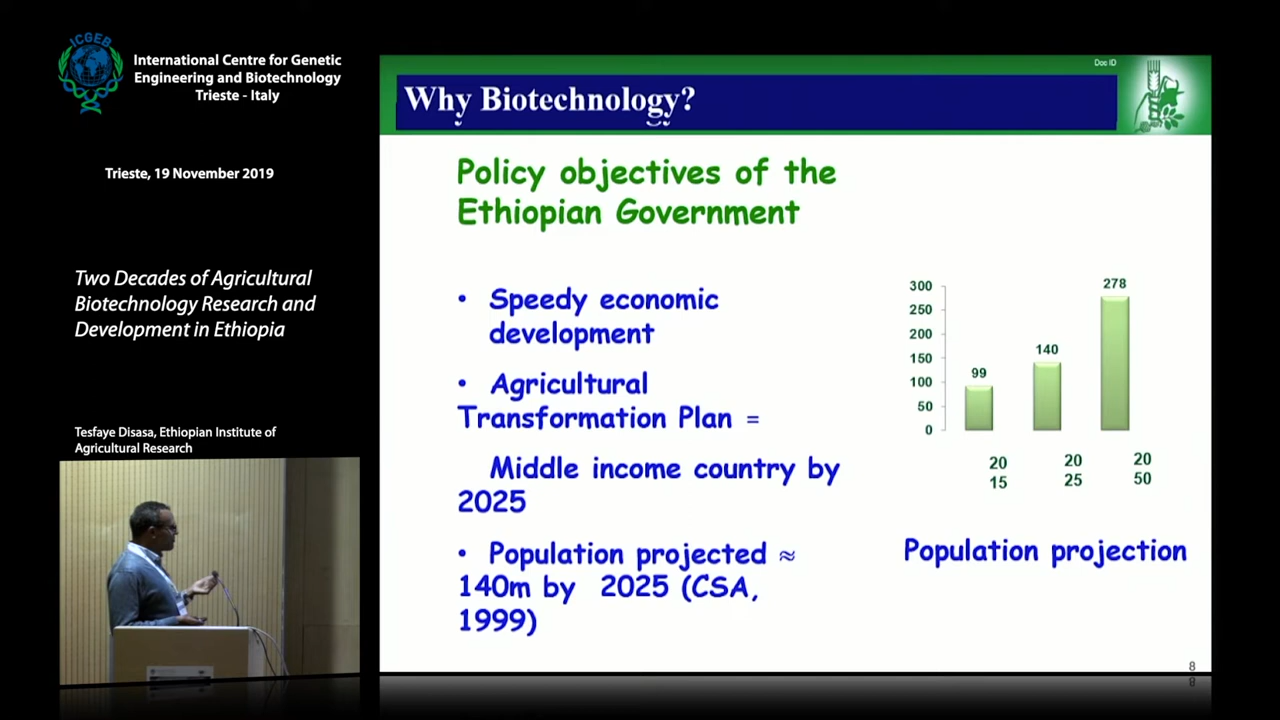 ICGEB
International Centre for Genetic
Engineering and Biotechnology
Trieste - Italy
Trieste, 19 November 2019
Two Decades of Agricultural
Biotechnology Research and
Development in Ethiopia
Tesfaye Disasa, Ethiopian Institute of
Agricultural Research
Doc ID
Why Biotechnology?
Policy objectives of the
Ethiopian Government
• Speedy economic
development
• Agricultural
Transformation Plan =
Middle income country by
2025
• Population projected ≈
140m by 2025 (CSA,
1999)
300
250
200
150
100
50
0
99
140
278
20
15
20
25
20
50
Population projection
8
8